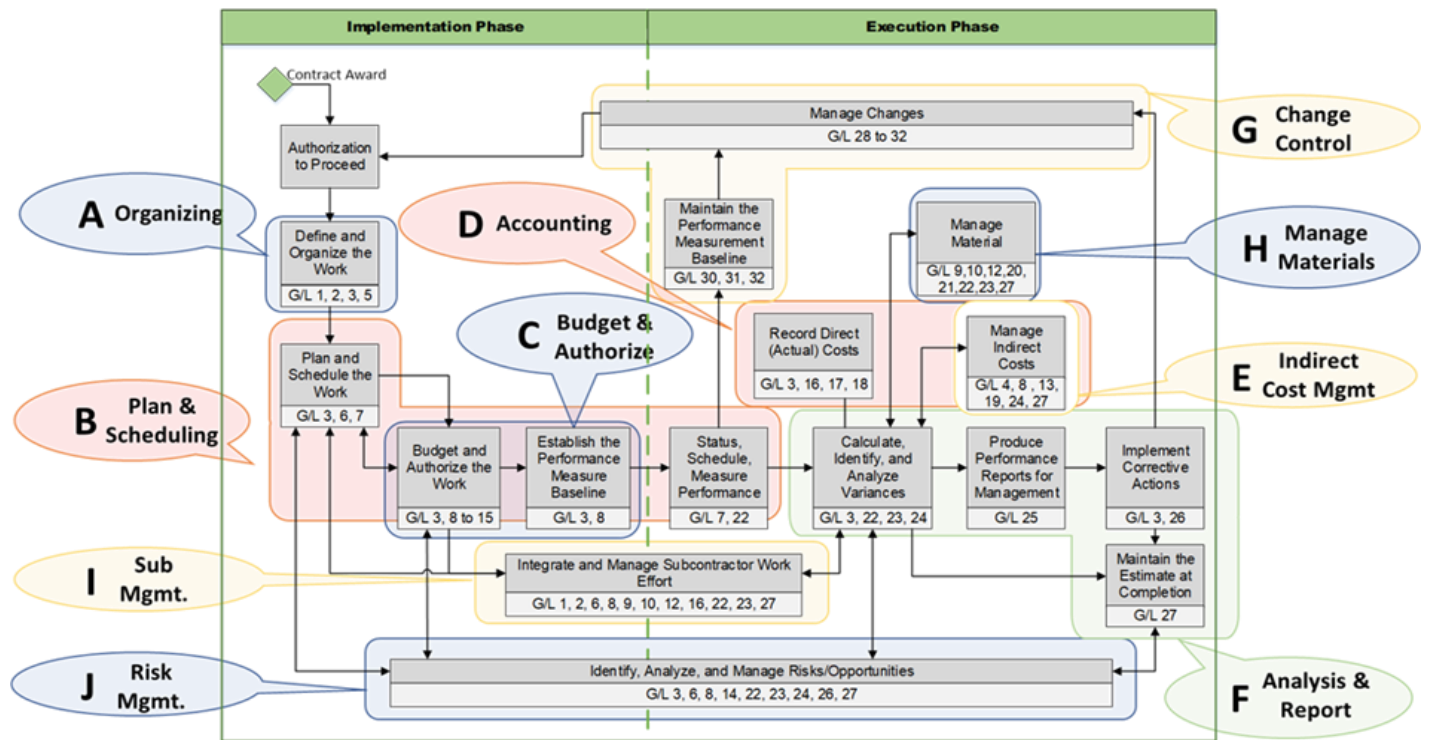 Implementation Phase
Execution Phase
Contract Award
Authorization
to Proceed
Manage Changes
G/L 28 to 32
G
Change
Control
A Organizing
Define and
Organize the
Work
G/L 1, 2, 3, 5
D Accounting
Maintain the
Performance
Measurement
Baseline
G/L 30, 31, 32
Manage
Material
G/L 9,10,12,20,
21,22,23,27
H
Manage
Materials
C
Budget &
Authorize
Record Direct
(Actual) Costs
G/L 3, 16, 17, 18
Manage
Indirect
Costs
G/L 4, 8 , 13,
19, 24, 27
E
Indirect
Cost Mgmt
B
Plan &
Scheduling
Plan and
Schedule the
Work
G/L 3, 6, 7
Budget and
Authorize the
Work
G/L 3, 8 to 15
Establish the
Performance
Measure
Baseline
G/L 3, 8
Status,
Schedule,
Measure
Performance
G/L 7, 22
Calculate,
Identify, and
Analyze
Variances
G/L 3, 22, 23, 24
Produce
Performance
Reports for
Management
G/L 25
Implement
Corrective
Actions
G/L 3, 26
I
Sub
Mgmt.
Integrate and Manage Subcontractor Work
Effort
G/L 1, 2, 6, 8, 9, 10, 12, 16, 22, 23, 27
Maintain the
Estimate at
Completion
G/L 27
J
Risk
Mgmt.
Identify, Analyze, and Manage Risks/Opportunities
G/L 3, 6, 8, 14, 22, 23, 24, 26, 27
F
Analysis &
Report